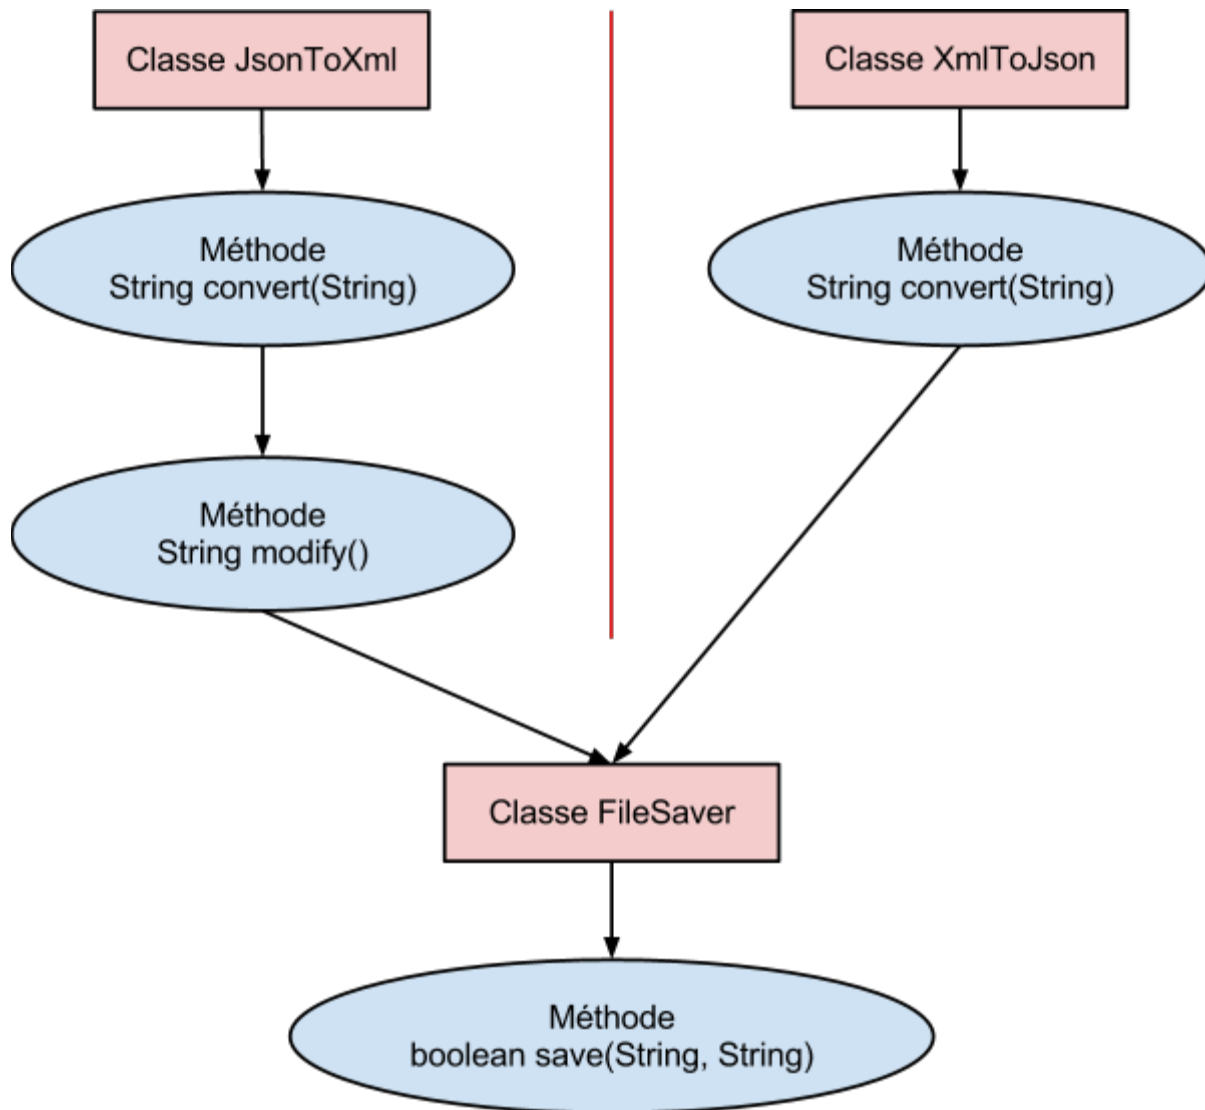 Classe JsonToXml
Classe XmlToJson
Méthode
String convert(String)
Méthode
String convert(String)
Méthode
String modify()
Classe FileSaver
Méthode
boolean save(String, String)